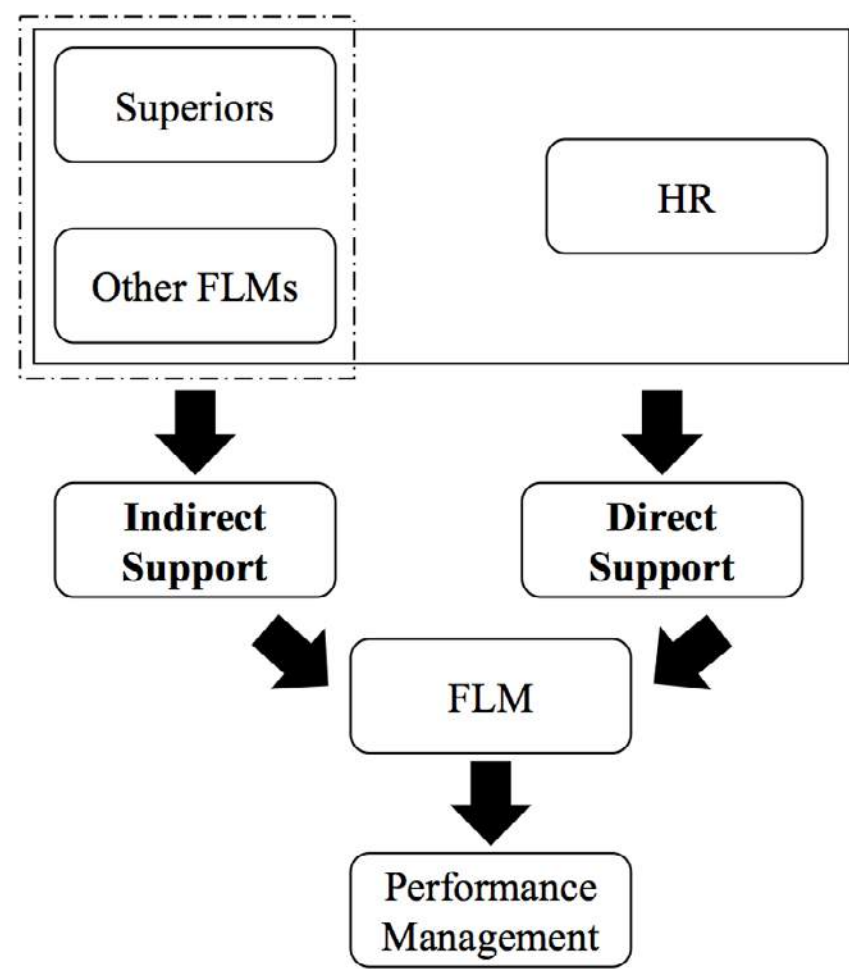 Superiors
HR
Other FLMs
Indirect
Support
Direct
Support
FLM
Performance
Management